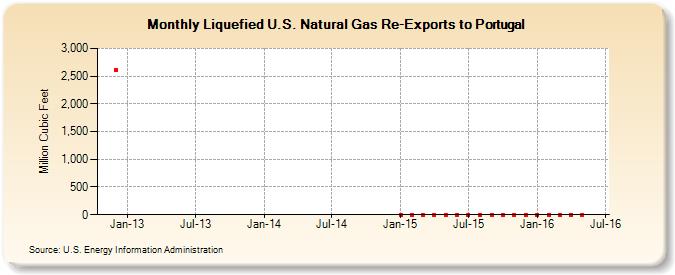 Monthly Liquefied U.S. Natural Gas Re-Exports to Portugal
Million Cubic Feet
3,000
2,500
2,000
1,500
1,000
500
0
Jan-13 Jul-13 Jan-14 Jul-14 Jan-15 Jul-15 Jan-16 Jul-16
Source: U.S. Energy Information Administration